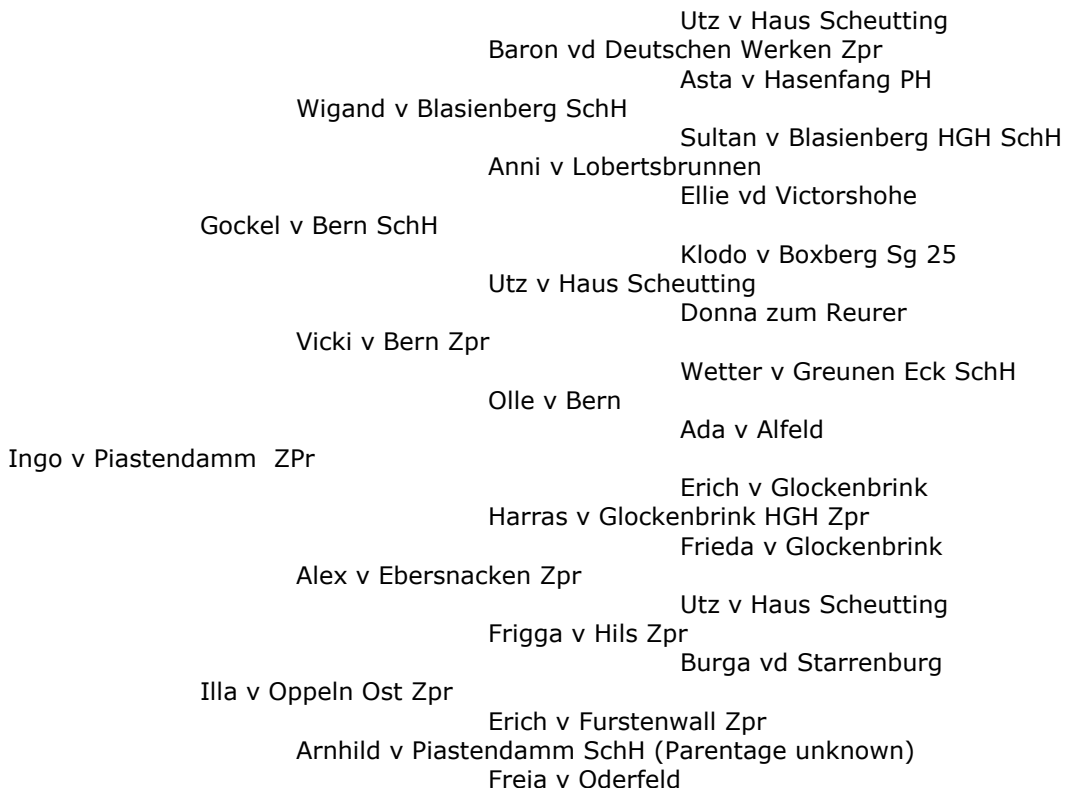 Utz v Haus Scheutting
Baron vd Deutschen Werken Zpr
Asta v Hasenfang PH
Wigand v Blasienberg SchH
Sultan v Blasienberg HGH SchH
Anni v Lobertsbrunnen
Ellie vd Victorshohe
Gockel v Bern SchH
Klodo v Boxberg Sg 25
Utz v Haus Scheutting
Donna zum Reurer
Vicki v Bern Zpr
Wetter v Greunen Eck SchH
Olle v Bern
Ada v Alfeld
Ingo v Piastendamm ZPr
Erich v Glockenbrink
Harras v Glockenbrink HGH Zpr
Frieda v Glockenbrink
Alex v Ebersnacken Zpr
Utz v Haus Scheutting
Frigga v Hils Zpr
Burga vd Starrenburg
Illa v Oppeln Ost Zpr
Erich v Furstenwall Zpr
Arnhild v Piastendamm SchH (Parentage unknown)
Freia v Oderfeld